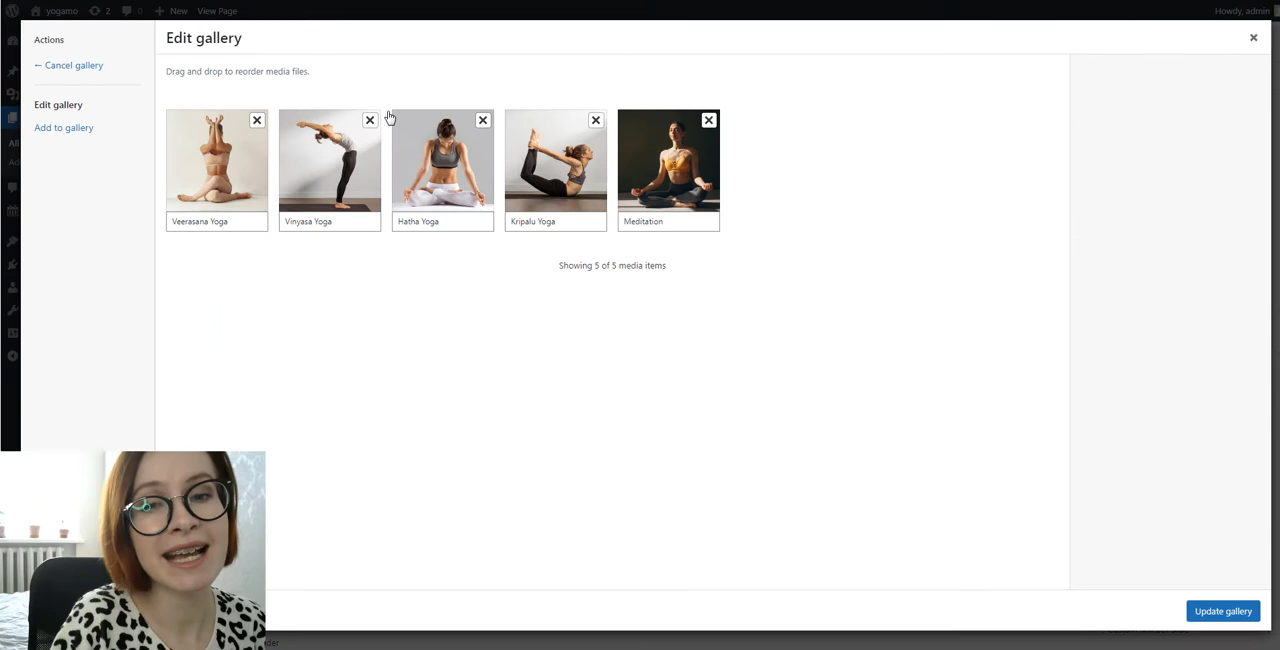 yogamo 2 0 New View Page Howdy, admin
Actions
← Cancel gallery
Edit gallery
Add to gallery
Edit gallery
Drag and drop to reorder media files.
Veerasana Yoga Vinyasa Yoga Hatha Yoga Kripalu Yoga Meditation
Showing 5 of 5 media items
Update gallery